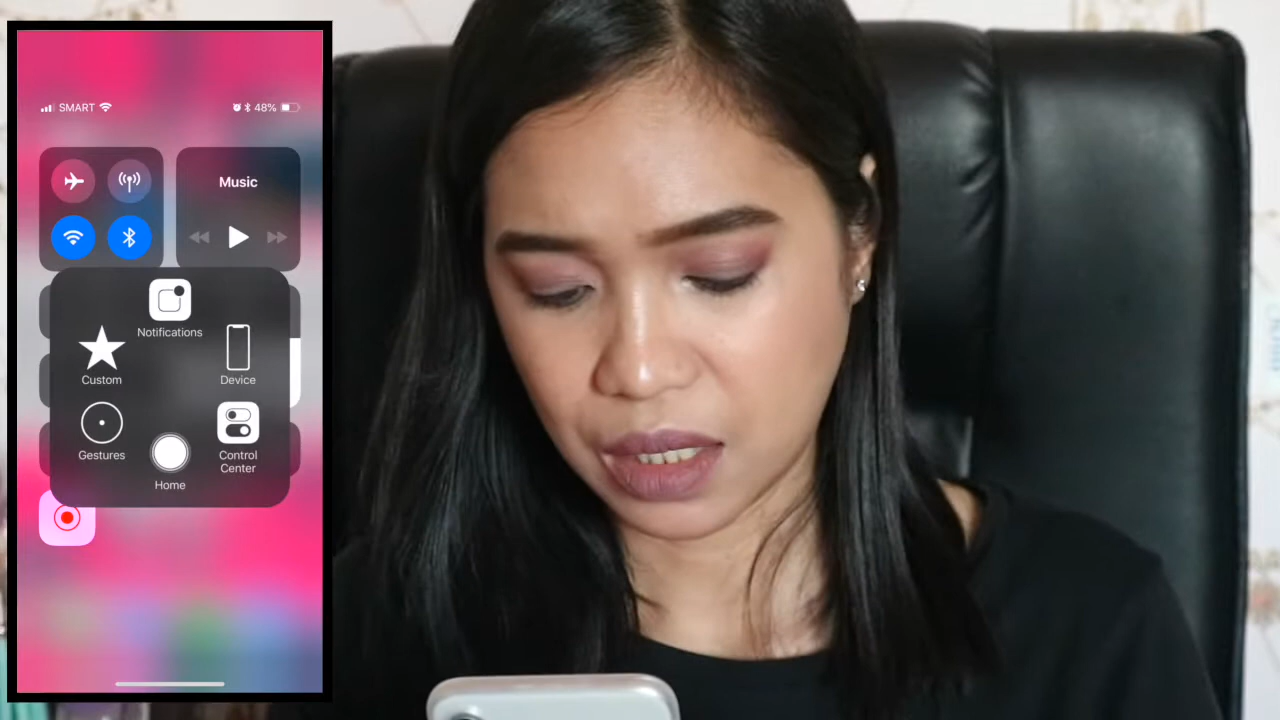 SMART
48%
Music
Notifications
Custom
Device
Gestures
Control
Center
Home